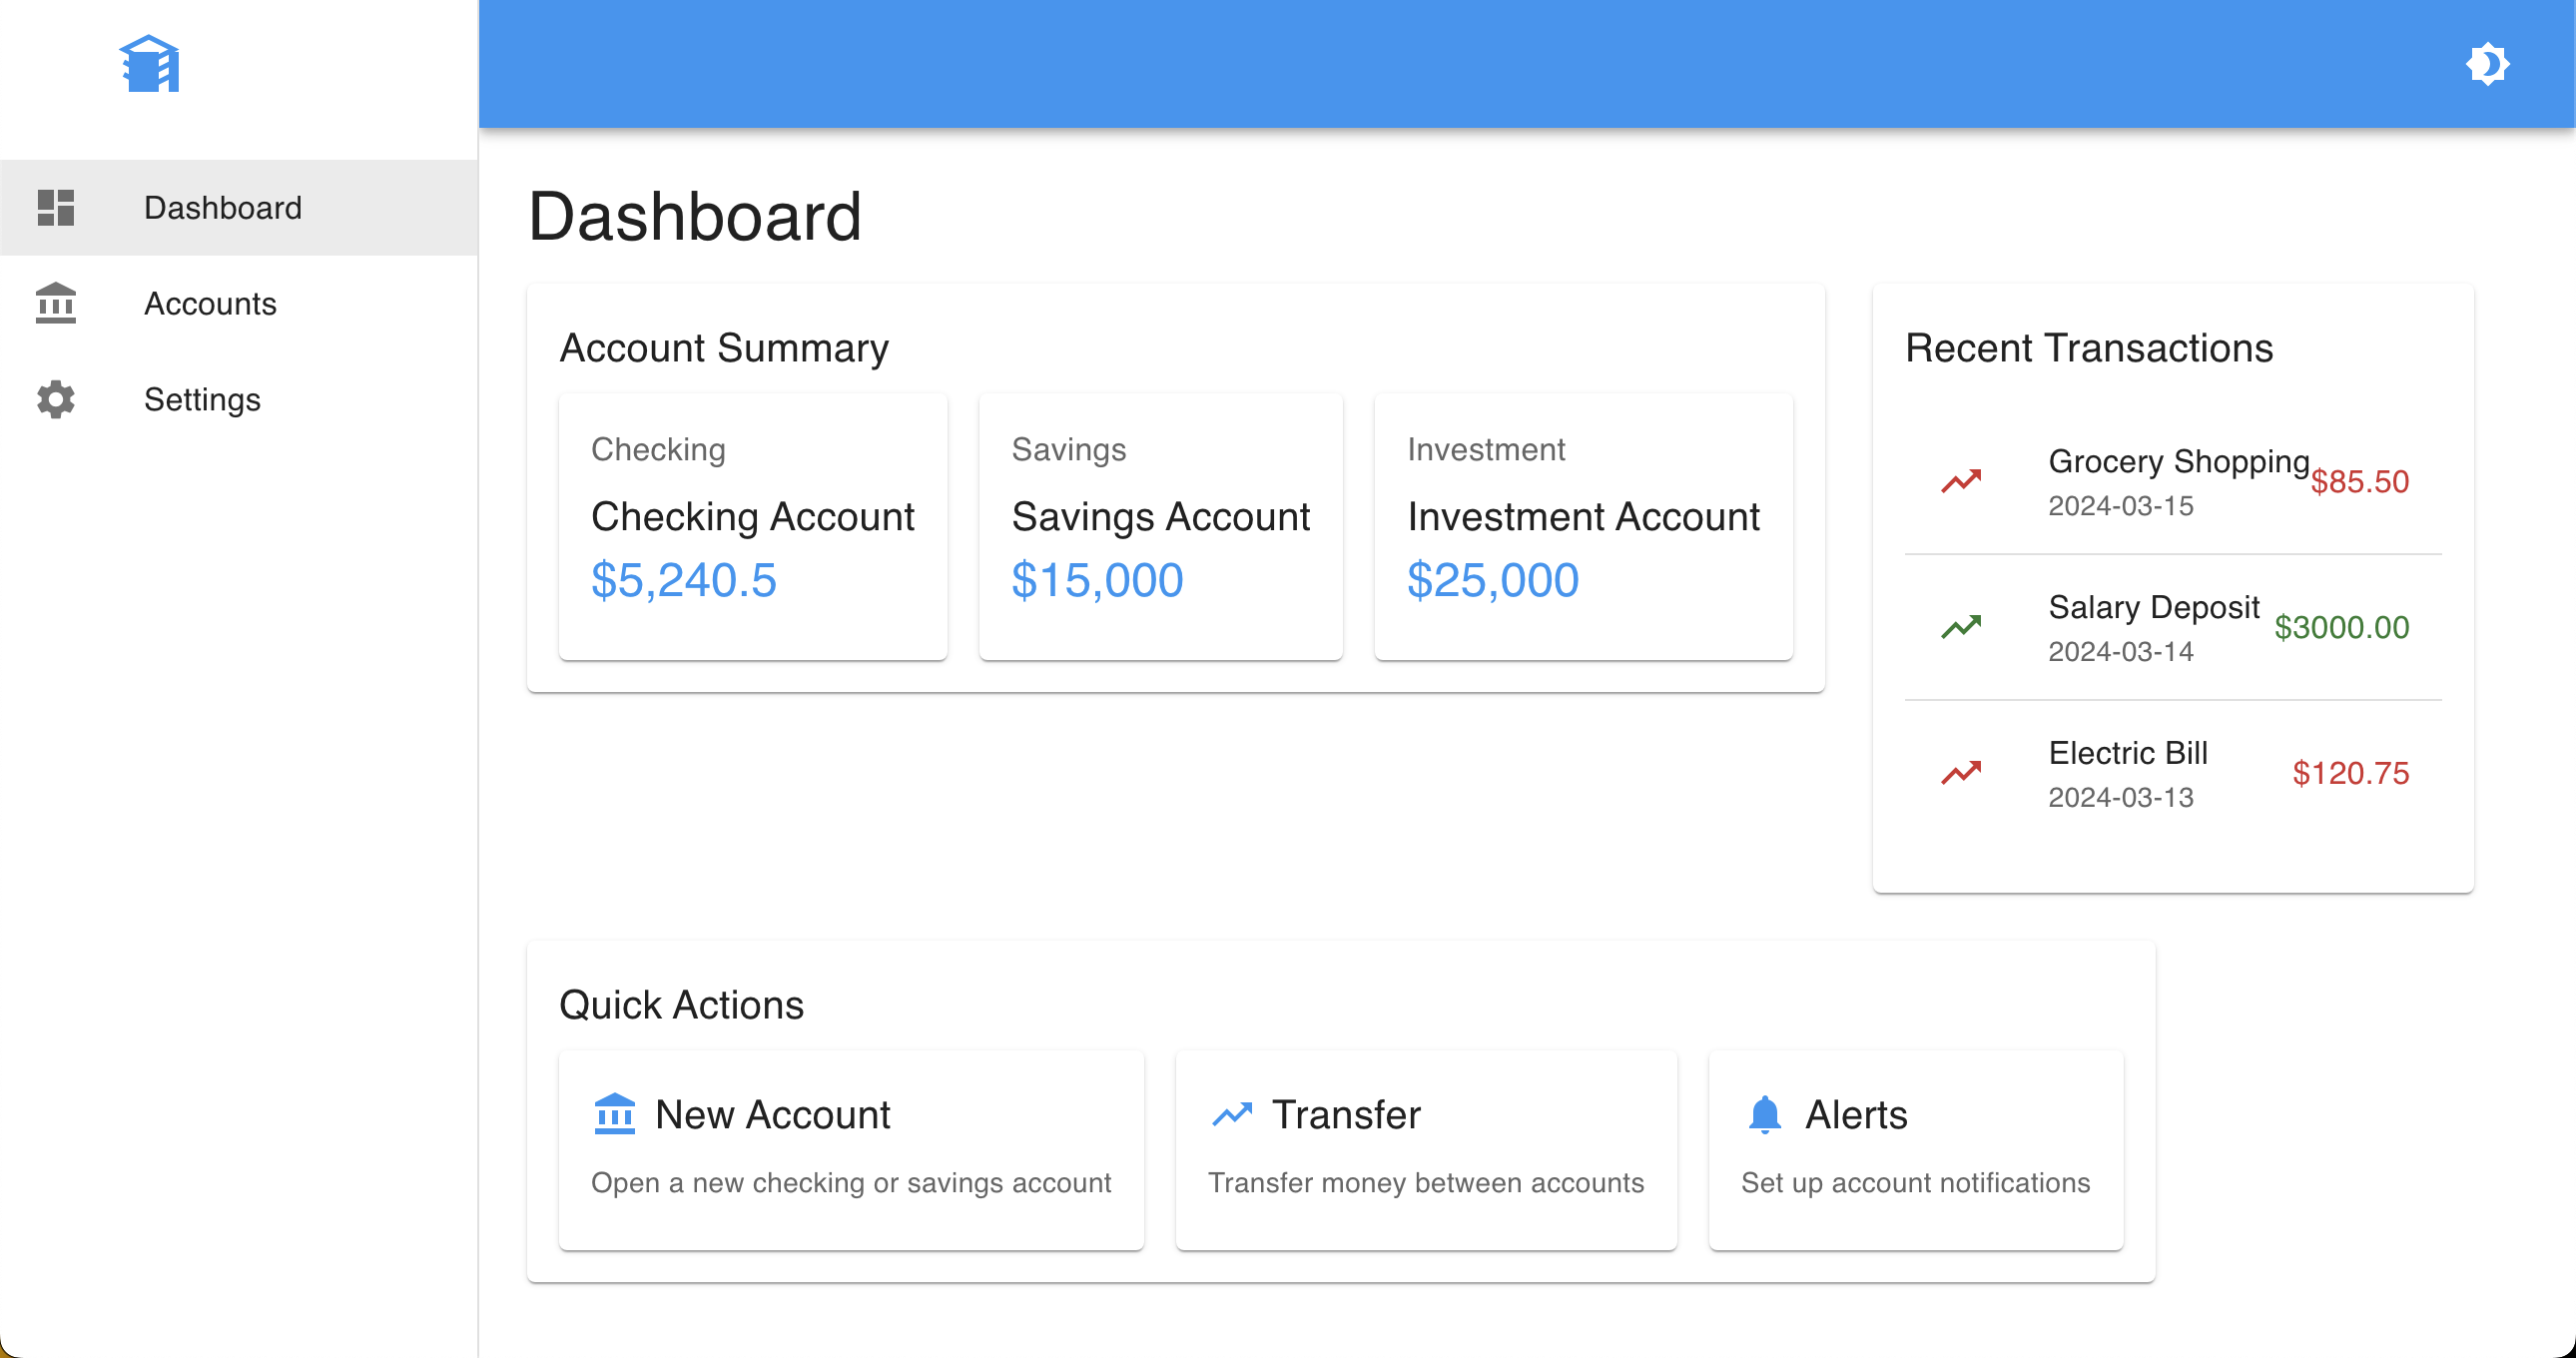 Dashboard
Accounts
Settings
Dashboard
Account Summary
Checking
Checking Account
$5,240.5
Savings
Savings Account
$15,000
Investment
Investment Account
$25,000
Recent Transactions
Grocery Shopping
2024-03-15
$85.50
Salary Deposit
2024-03-14
$3000.00
Electric Bill
2024-03-13
$120.75
Quick Actions
New Account
Open a new checking or savings account
Transfer
Transfer money between accounts
Alerts
Set up account notifications